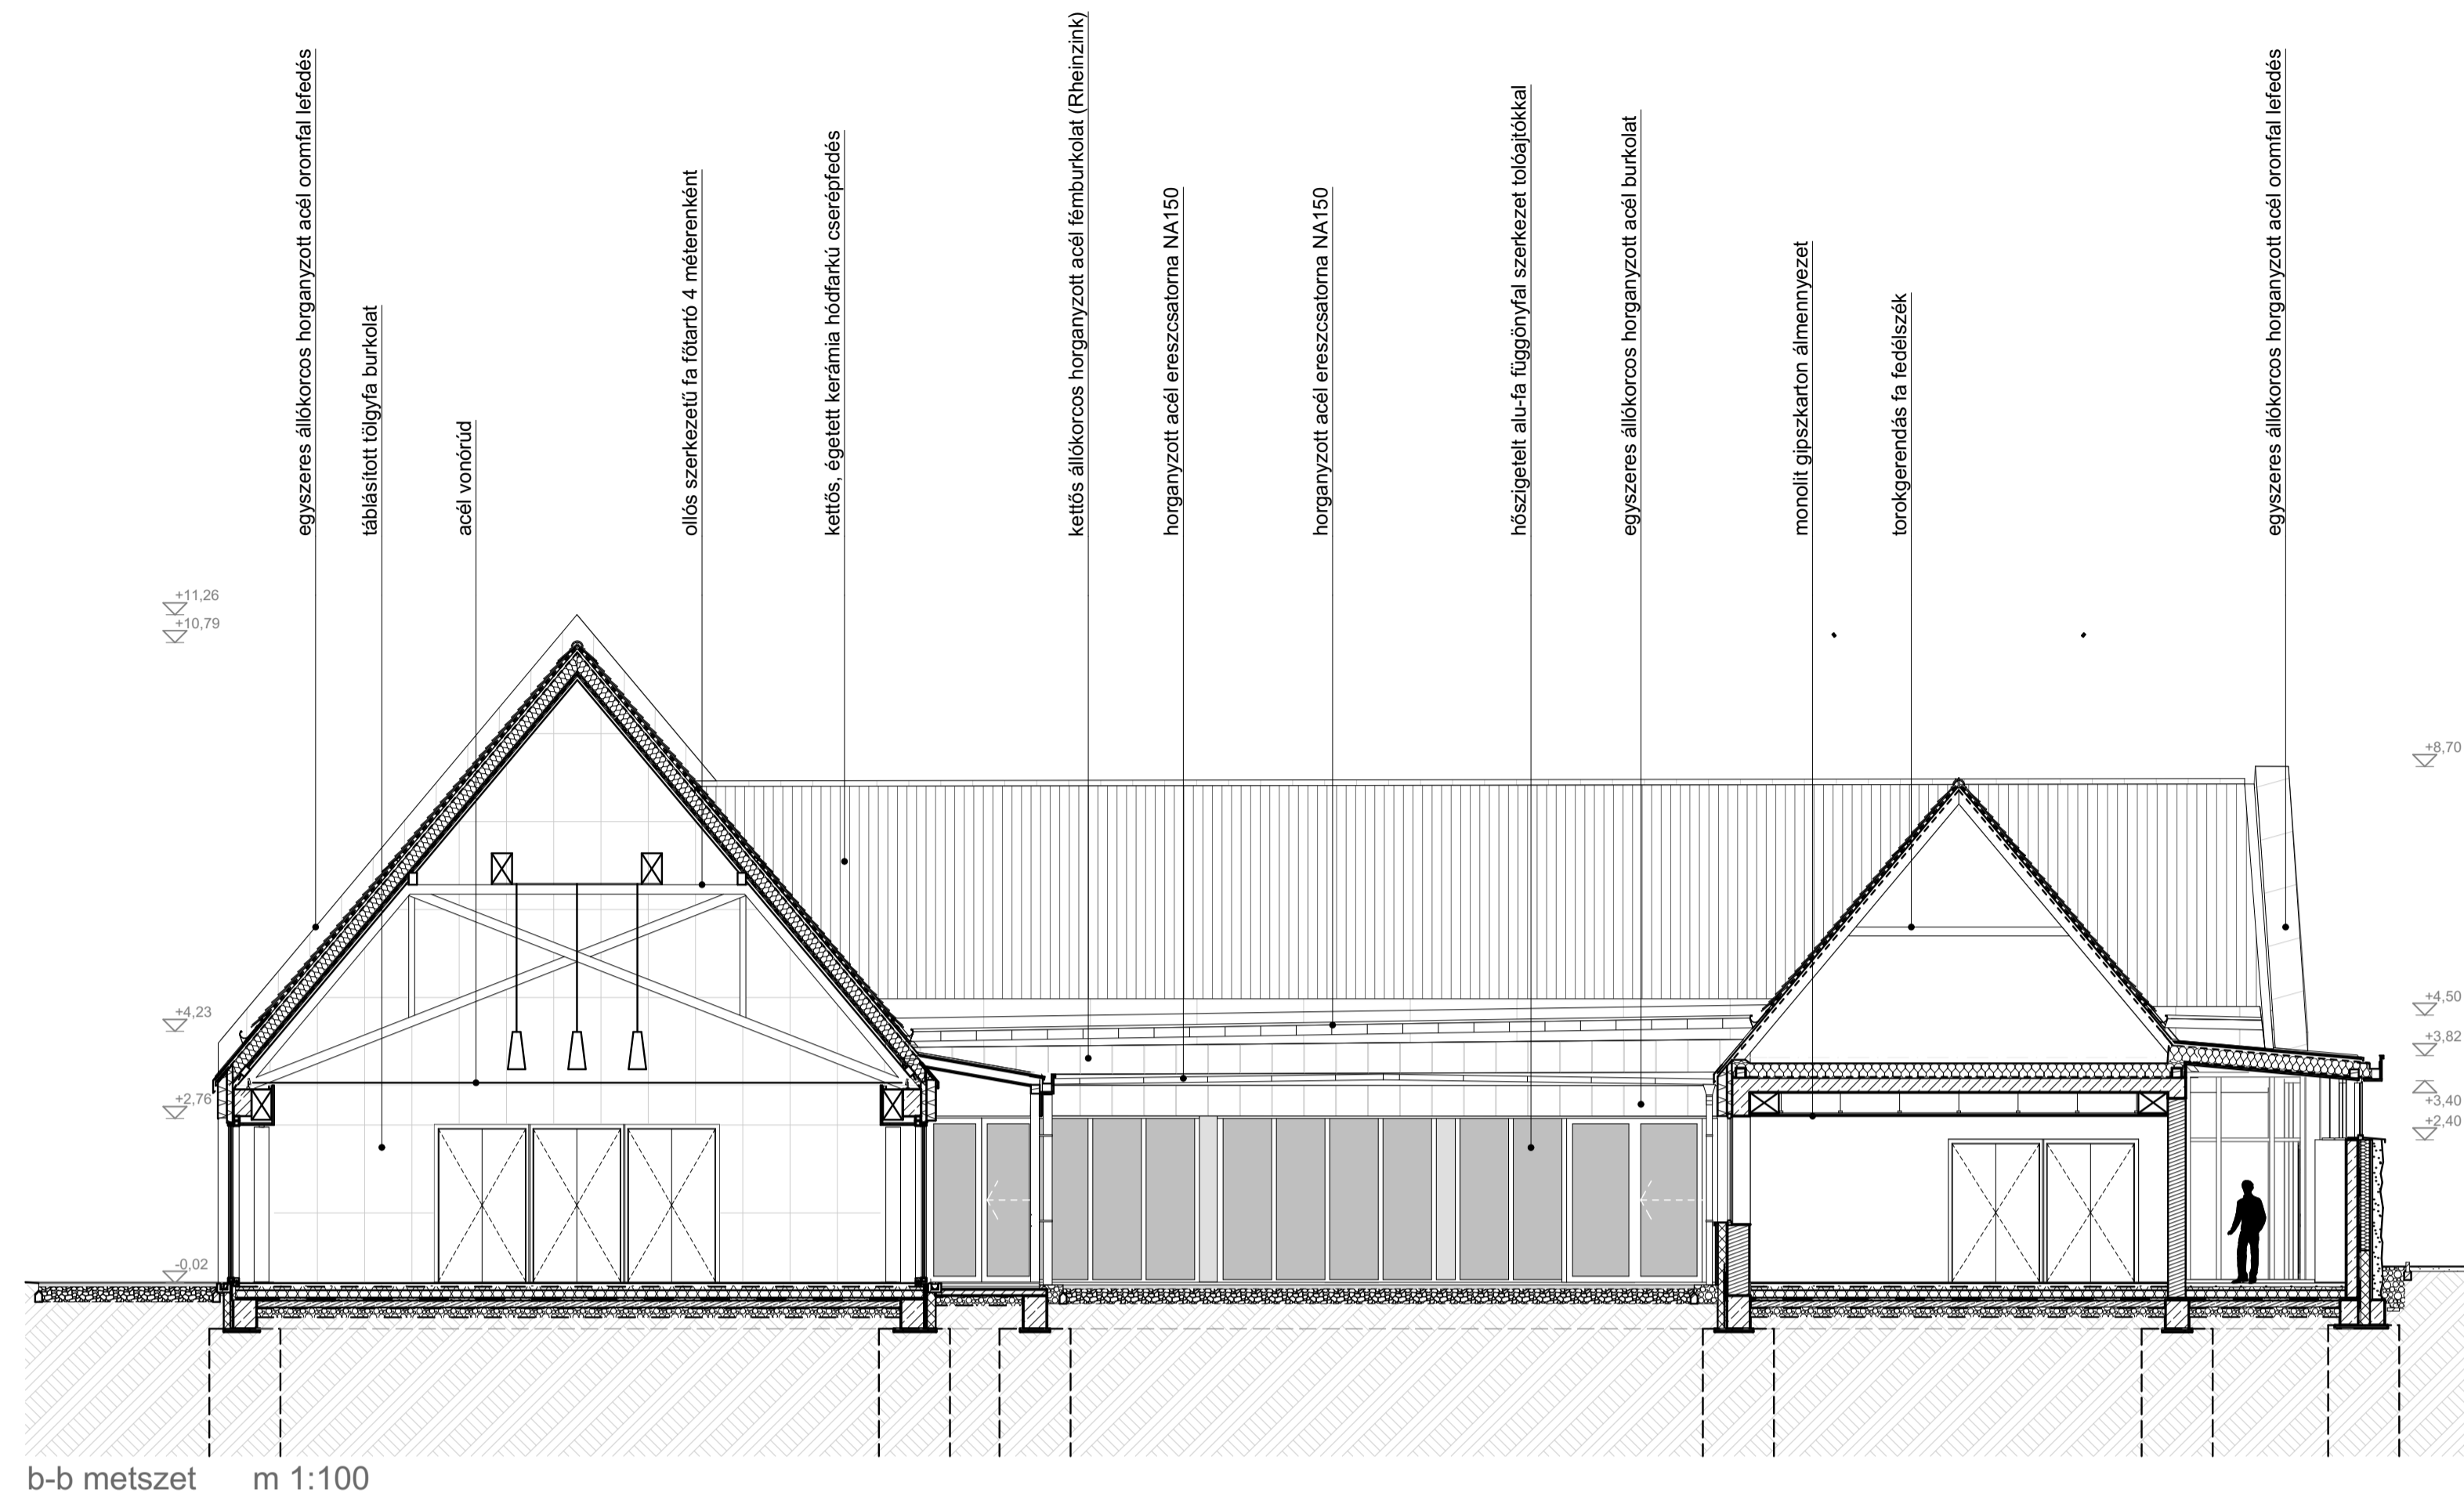 egyszeres állókorcos horganyzott acél oromfal lefedés
táblásított tölgyfa burkolat
acél vonórúd
ollós szerkezetű fa főtartó 4 méterenként
kettős, égetett kerámia hódfarkú cserépfedés
kettős állókorcos horganyzott acél fémburkolat (Rheinzink)
horganyzott acél ereszcsatorna NA150
horganyzott acél ereszcsatorna NA150
hőszigetelt alu-fa függönyfal szerkezet tolóajtókkal
egyszeres állókorcos horganyzott acél burkolat
monolit gipszkarton álmennyezet
torokgerendás fa fedélszék
egyszeres állókorcos horganyzott acél oromfal lefedés
+11,26
+10,79
+4,23
+2,76
-0,02
+8,70
+4,50
+3,82
+3,40
+2,40
b-b metszet m 1:100